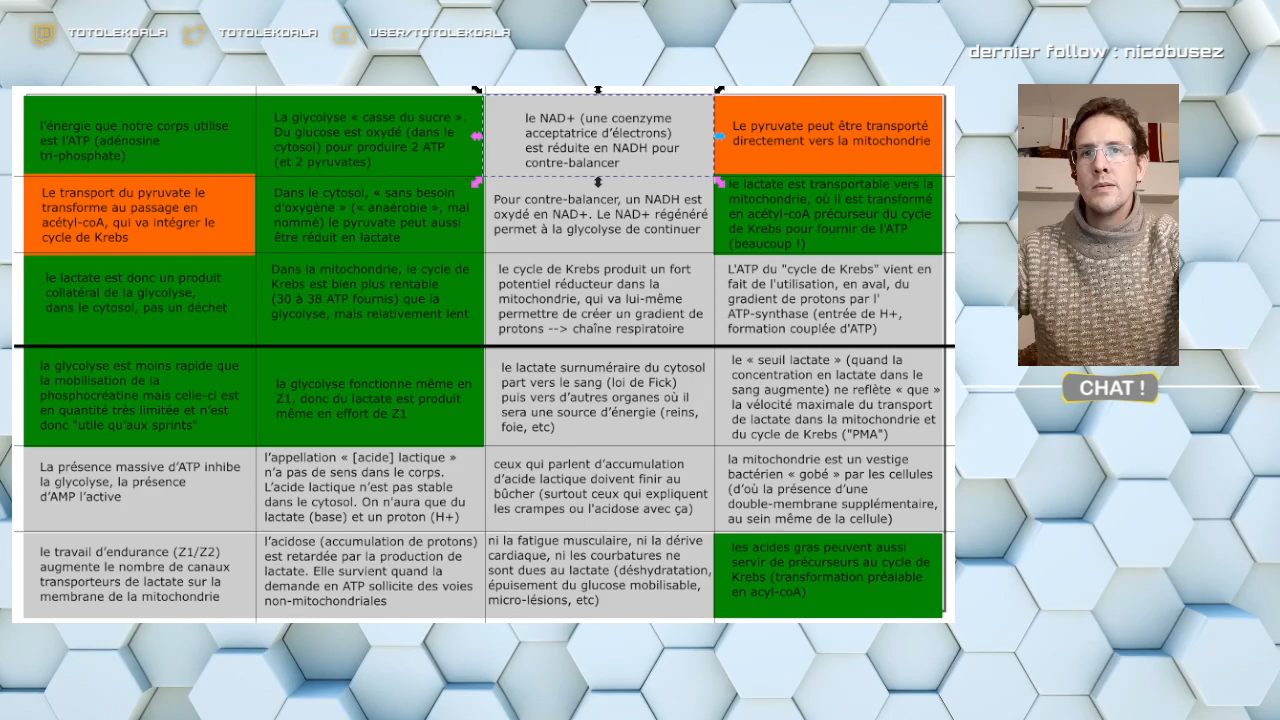 TOTOLEKOALA
TOTOLEKOALA
USER/TOTOLEKOALA
dernier follow : nicobusez
l'énergie que notre corps utilise
est l'ATP (adénosine
tri-phosphate)
La glycolyse « casse du sucre ».
Du glucose est oxydé (dans le
cytosol) pour produire 2 ATP
(et 2 pyruvates)
le NAD+ (une coenzyme
acceptatrice d'électrons)
est réduite en NADH pour
contre-balancer
Le pyruvate peut être transporté
directement vers la mitochondrie
Le transport du pyruvate le
transforme au passage en
acétyl-coA, qui va intégrer le
cycle de Krebs
Dans le cytosol, « sans besoin
d'oxygène » (« anaérobie », mal
nommé) le pyruvate peut aussi
être réduit en lactate
Pour contre-balancer, un NADH est
oxydé en NAD+. Le NAD+ régénéré
permet à la glycolyse de continuer
le lactate est transportable vers la
mitochondrie, où il est transformé
en acétyl-coA précurseur du cycle
de Krebs pour fournir de l'ATP
(beaucoup !)
le lactate est donc un produit
collatéral de la glycolyse,
dans le cytosol, pas un déchet
Dans la mitochondrie, le cycle de
Krebs est bien plus rentable
(30 à 38 ATP fournis) que la
glycolyse, mais relativement lent
le cycle de Krebs produit un fort
potentiel réducteur dans la
mitochondrie, qui va lui-même
permettre de créer un gradient de
protons --> chaîne respiratoire
L'ATP du "cycle de Krebs" vient en
fait de l'utilisation, en aval, du
gradient de protons par l'
ATP-synthase (entrée de H+,
formation couplée d'ATP)
la glycolyse est moins rapide que
la mobilisation de la
phosphocréatine mais celle-ci est
en quantité très limitée et n'est
donc "utile qu'aux sprints"
la glycolyse fonctionne même en
Z1, donc du lactate est produit
même en effort de Z1
le lactate surnuméraire du cytosol
part vers le sang (loi de Fick)
puis vers d'autres organes où il
sera une source d'énergie (reins,
foie, etc)
le « seuil lactate » (quand la
concentration en lactate dans le
sang augmente) ne reflète « que »
la vélocité maximale du transport
de lactate dans la mitochondrie et
du cycle de Krebs ("PMA")
La présence massive d'ATP inhibe
la glycolyse, la présence
d'AMP l'active
l'appellation « [acide] lactique »
n'a pas de sens dans le corps.
L'acide lactique n'est pas stable
dans le cytosol. On n'aura que du
lactate (base) et un proton (H+)
ceux qui parlent d'accumulation
d'acide lactique doivent finir au
bûcher (surtout ceux qui expliquent
les crampes ou l'acidose avec ça)
la mitochondrie est un vestige
bactérien « gobé » par les cellules
(d'où la présence d'une
double-membrane supplémentaire,
au sein même de la cellule)
le travail d'endurance (Z1/Z2)
augmente le nombre de canaux
transporteurs de lactate sur la
membrane de la mitochondrie
l'acidose (accumulation de protons)
est retardée par la production de
lactate. Elle survient quand la
demande en ATP sollicite des voies
non-mitochondriales
ni la fatigue musculaire, ni la dérive
cardiaque, ni les courbatures ne
sont dues au lactate (déshydratation,
épuisement du glucose mobilisable,
micro-lésions, etc)
les acides gras peuvent aussi
servir de précurseurs au cycle de
Krebs (transformation préalable
en acyl-coA)
CHAT !